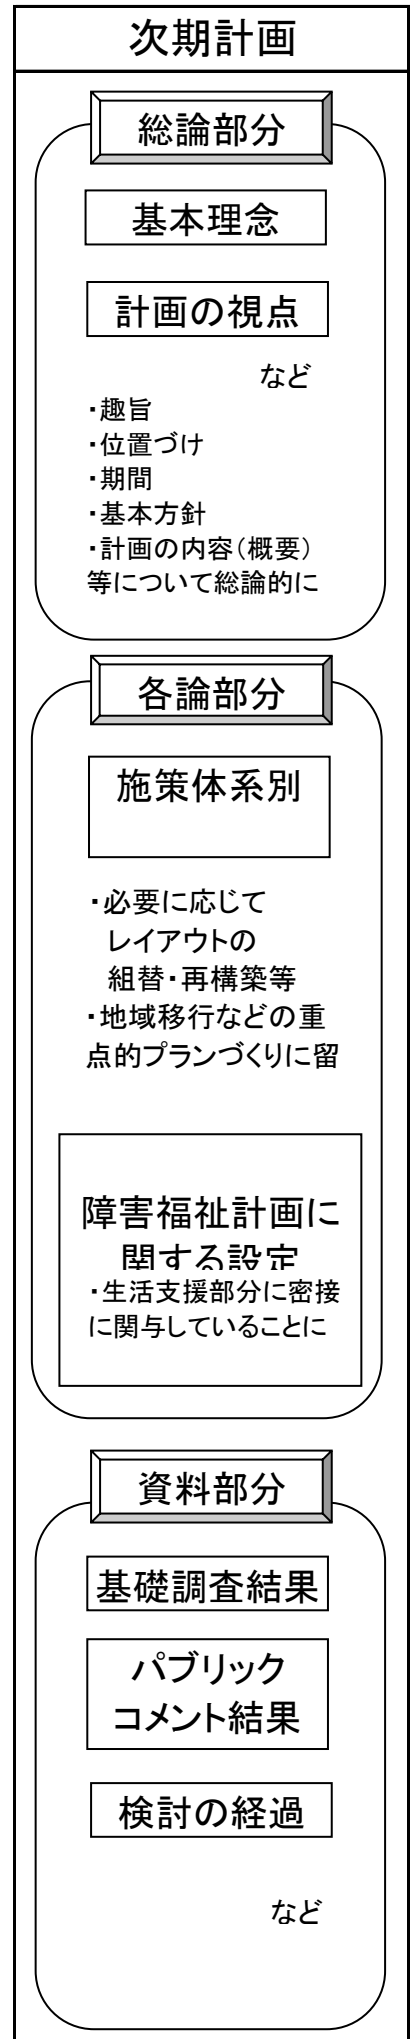 次期計画
総論部分
基本理念
計画の視点
など
・趣旨
・位置づけ
・期間
・基本方針
・計画の内容（概要）
等について総論的に
各論部分
施策体系別
・必要に応じて
レイアウトの
組替・再構築等
・地域移行などの重
点的プランづくりに留
障害福祉計画に
関する設定
・生活支援部分に密接
に関与していることに
資料部分
基礎調査結果
パブリック
コメント結果
検討の経過
など